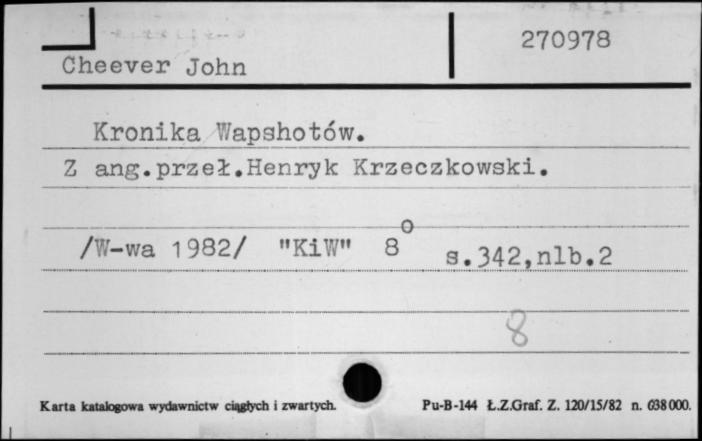 270978
Cheever John
Kronika Wapshotów.
Z ang.przeł.Henryk Krzeczkowski.
/W-wa 1982/ "KiW" 8° s.342,nlb.2
8
Karta katalogowa wydawnictw ciągłych i zwartych. Pu-B-144 Ł.Z.Graf. Z. 120/15/82 n. 638000.